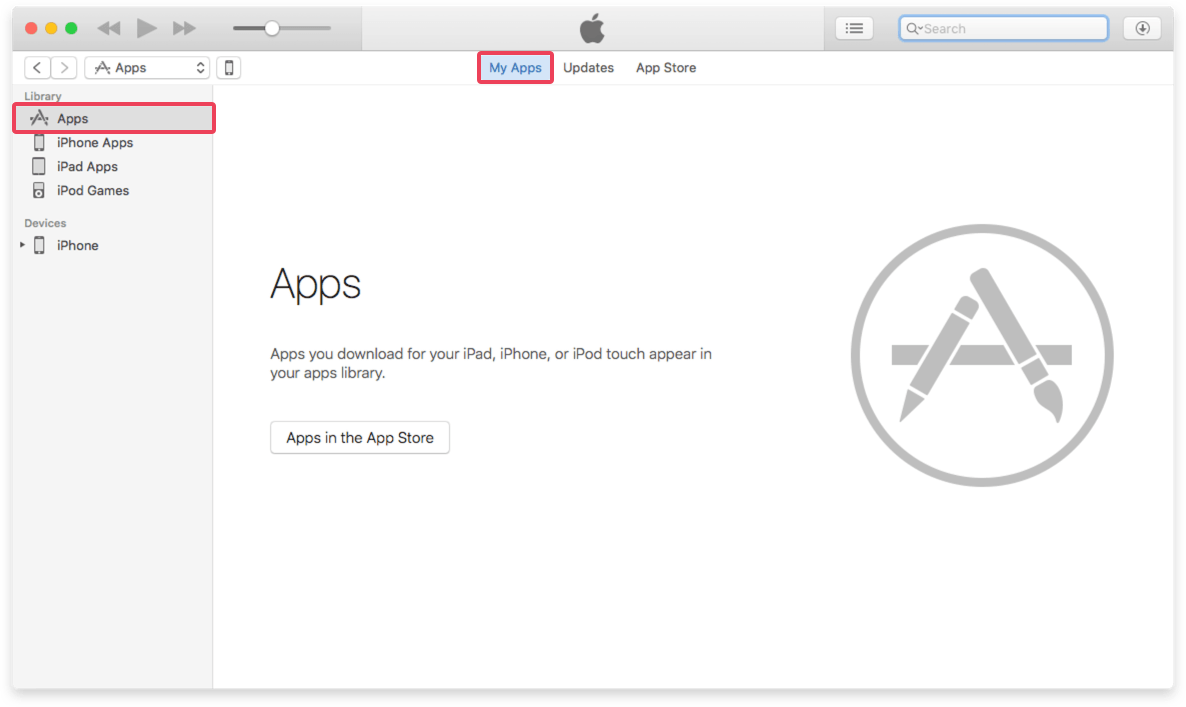 Search
Apps
My Apps
Updates
App Store
Library
Apps
iPhone Apps
iPad Apps
iPod Games
Devices
iPhone
Apps
Apps you download for your iPad, iPhone, or iPod touch appear in
your apps library.
Apps in the App Store